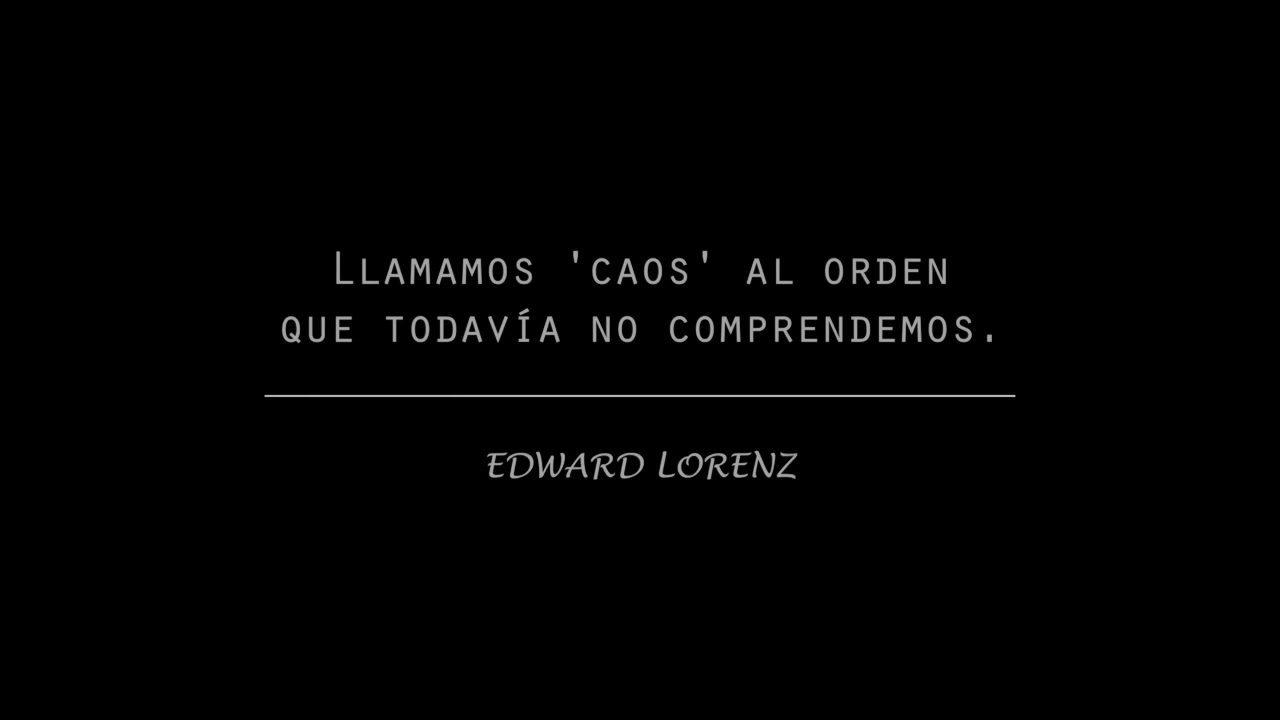 Llamamos 'caos' al orden
que todavía no comprendemos.
Edward Lorenz